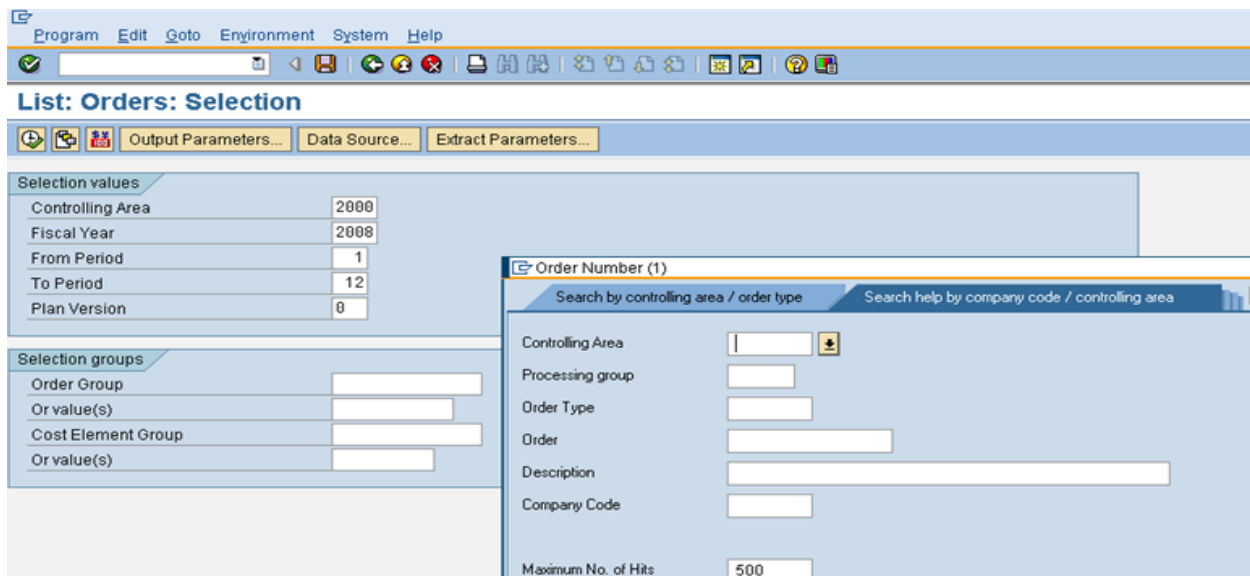 Program Edit Goto Environment System Help
List: Orders: Selection
Output Parameters... Data Source... Extract Parameters...
Selection values
Controlling Area 2000
Fiscal Year 2008
From Period 1
To Period 12
Plan Version 0
Selection groups
Order Group
Or value(s)
Cost Element Group
Or value(s)
Order Number (1)
Search by controlling area / order type Search help by company code / controlling area
Controlling Area
Processing group
Order Type
Order
Description
Company Code
Maximum No. of Hits 500